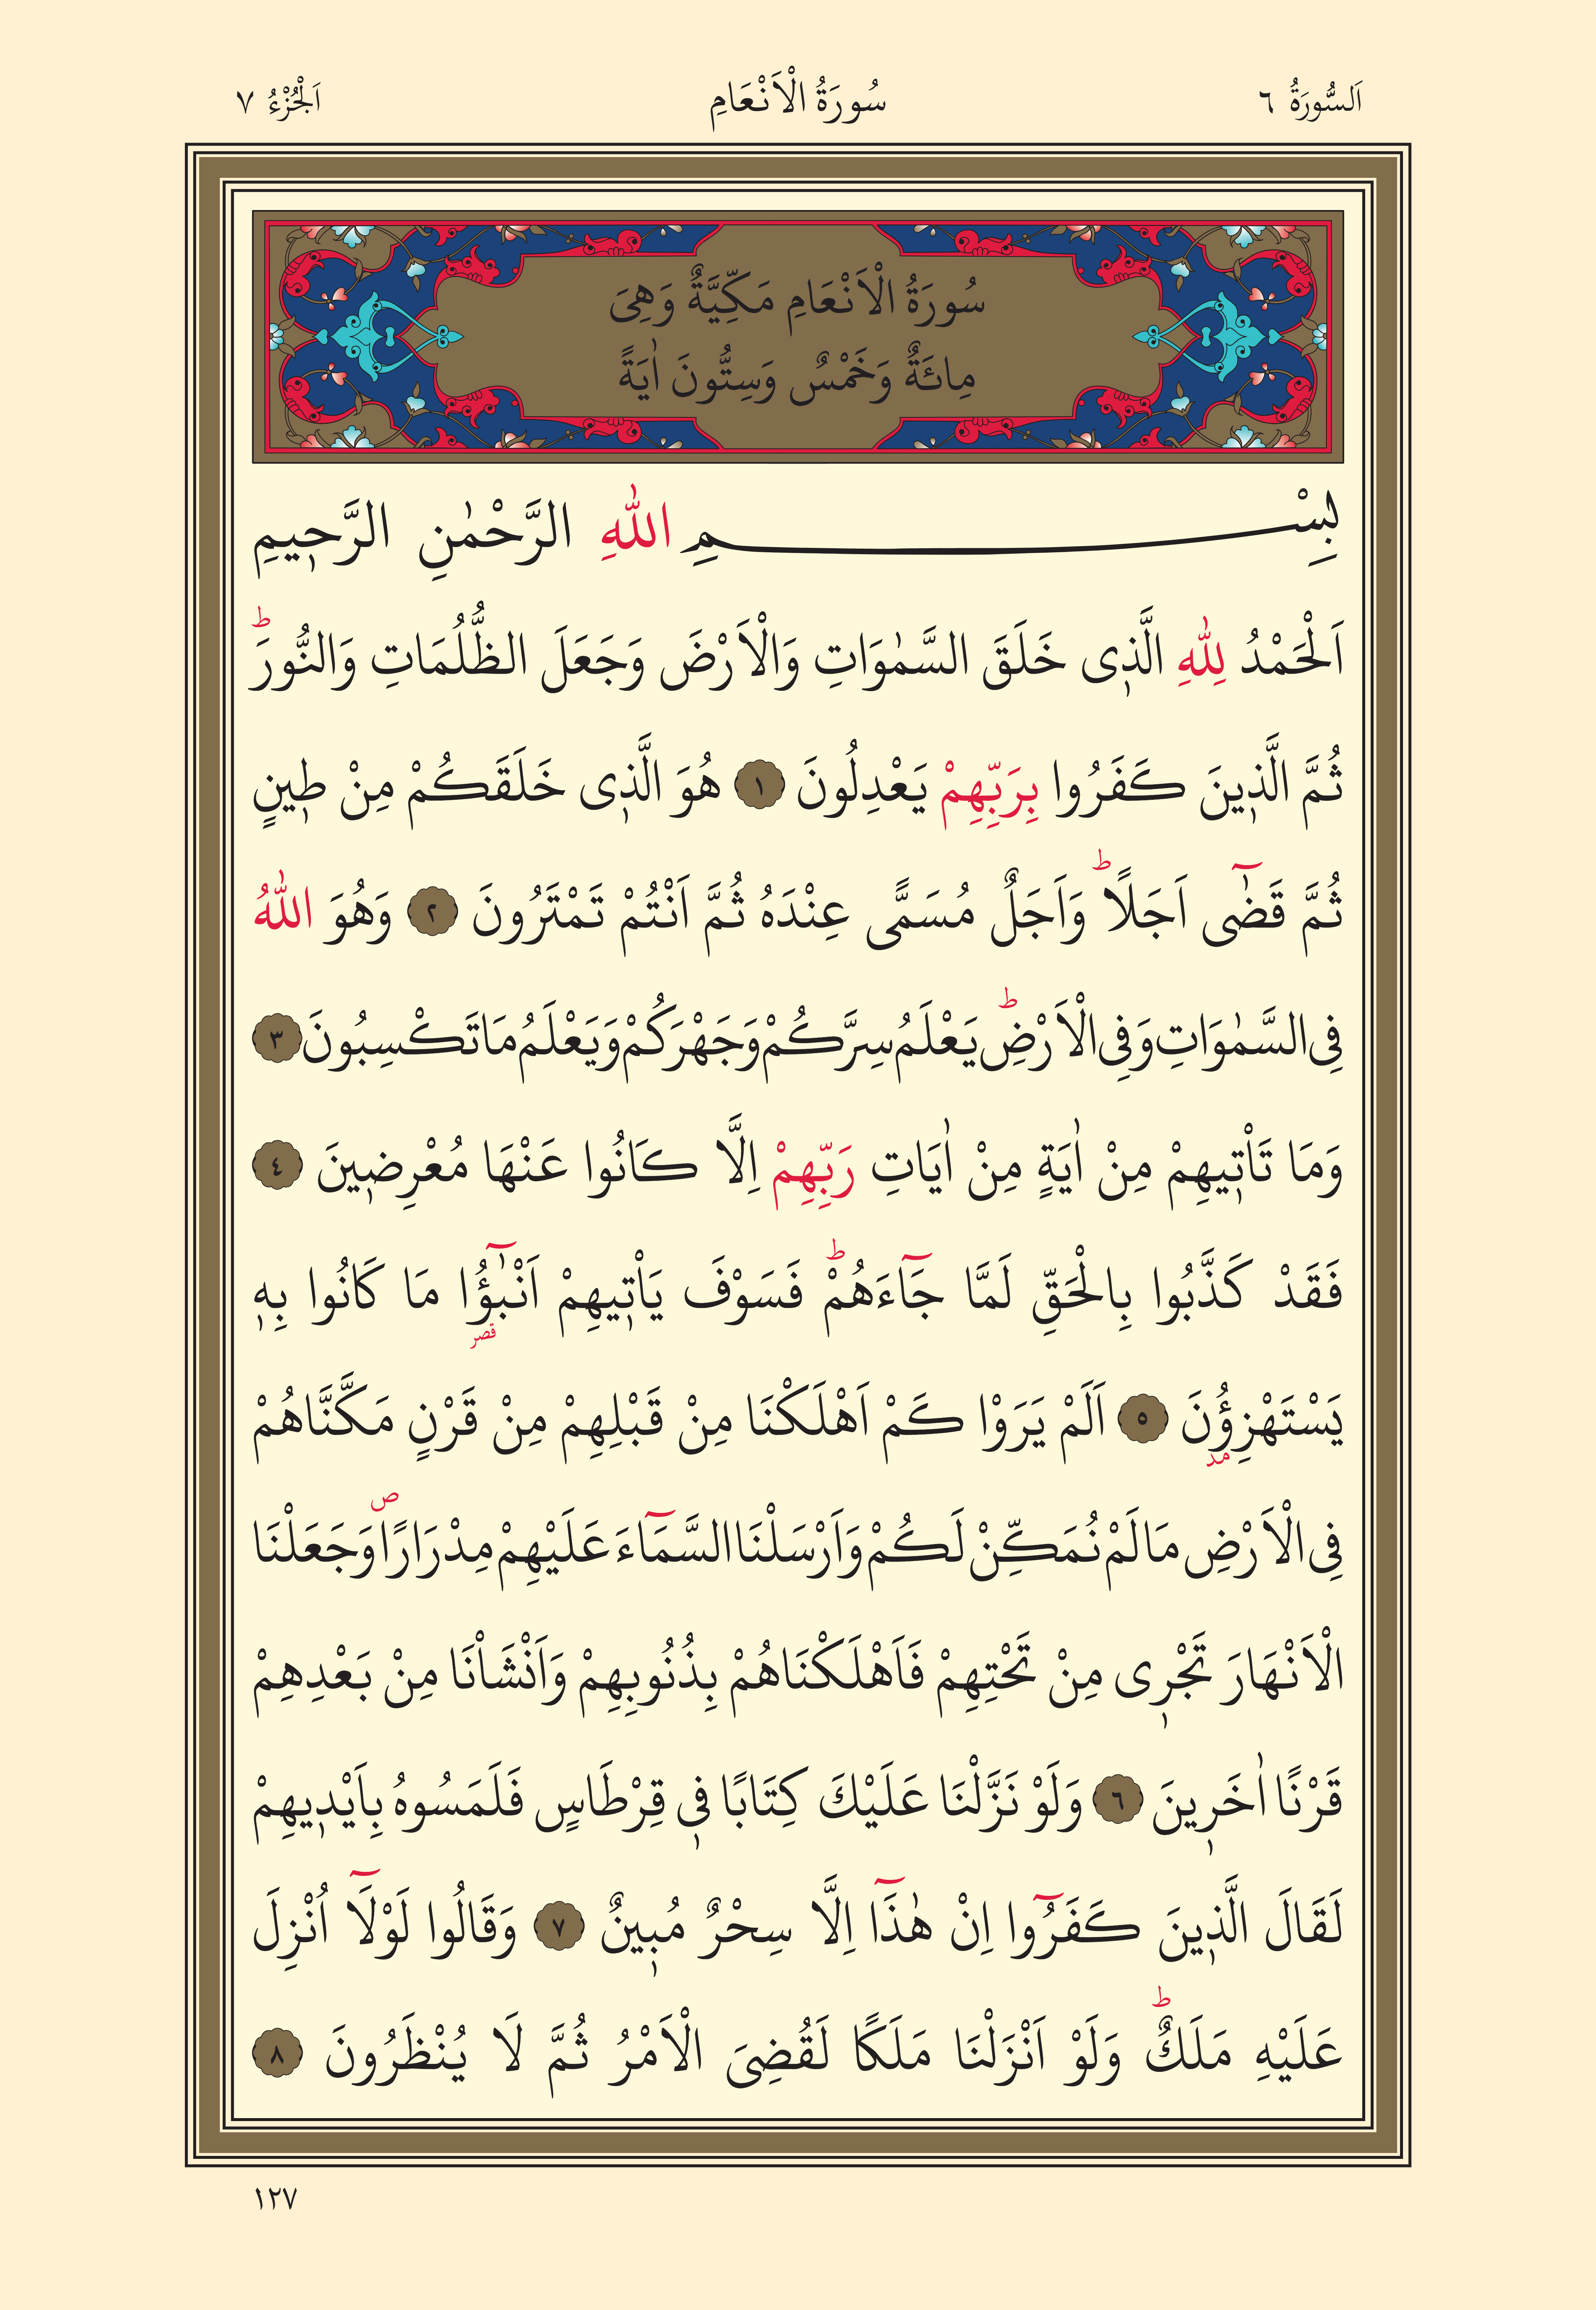 اَلسُّورَةُ ٦
سُورَةُ الْاَنْعَامِ
اَلْجُزْءُ ٧
سُورَةُ الْاَنْعَامِ مَكِّيَّةٌ وَهِىَ
مِائَةٌ وَخَمْسٌ وَسِتُّونَ اٰيَةً
بِسْمِ اللّٰهِ الرَّحْمٰنِ الرَّحٖيمِ
اَلْحَمْدُ لِلّٰهِ الَّذٖى خَلَقَ السَّمٰوَاتِ وَالْاَرْضَ وَجَعَلَ الظُّلُمَاتِ وَالنُّورَؕ
ثُمَّ الَّذٖينَ كَفَرُوا بِرَبِّهِمْ يَعْدِلُونَ ١ هُوَ الَّذٖى خَلَقَكُمْ مِنْ طٖينٍ
ثُمَّ قَضٰٓى اَجَلًاؕ وَاَجَلٌ مُسَمًّى عِنْدَهُ ثُمَّ اَنْتُمْ تَمْتَرُونَ ٢ وَهُوَ اللّٰهُ
فِى السَّمٰوَاتِ وَفِى الْاَرْضِؕ يَعْلَمُ سِرَّكُمْ وَجَهْرَكُمْ وَيَعْلَمُ مَا تَكْسِبُونَ ٣
وَمَا تَاْتٖيهِمْ مِنْ اٰيَةٍ مِنْ اٰيَاتِ رَبِّهِمْ اِلَّا كَانُوا عَنْهَا مُعْرِضٖينَ ٤
فَقَدْ كَذَّبُوا بِالْحَقِّ لَمَّا جَٓاءَهُمْؕ فَسَوْفَ يَاْتٖيهِمْ اَنْبٰٓؤُ۬ا مَا كَانُوا بِهٖ
قصر
يَسْتَهْزِؤُنَ ٥ اَلَمْ يَرَوْا كَمْ اَهْلَكْنَا مِنْ قَبْلِهِمْ مِنْ قَرْنٍ مَكَّنَّاهُمْ
مد
فِى الْاَرْضِ مَا لَمْ نُمَكِّنْ لَكُمْ وَاَرْسَلْنَا السَّمَٓاءَ عَلَيْهِمْ مِدْرَارًاࣕ وَجَعَلْنَا
الْاَنْهَارَ تَجْرٖى مِنْ تَحْتِهِمْ فَاَهْلَكْنَاهُمْ بِذُنُوبِهِمْ وَاَنْشَاْنَا مِنْ بَعْدِهِمْ
قَرْنًا اٰخَرٖينَ ٦ وَلَوْ نَزَّلْنَا عَلَيْكَ كِتَابًا فٖى قِرْطَاسٍ فَلَمَسُوهُ بِاَيْدٖيهِمْ
لَقَالَ الَّذٖينَ كَفَرُٓوا اِنْ هٰذَٓا اِلَّا سِحْرٌ مُبٖينٌ ٧ وَقَالُوا لَوْلَٓا اُنْزِلَ
عَلَيْهِ مَلَكٌؕ وَلَوْ اَنْزَلْنَا مَلَكًا لَقُضِىَ الْاَمْرُ ثُمَّ لَا يُنْظَرُونَ ٨
١٢٧